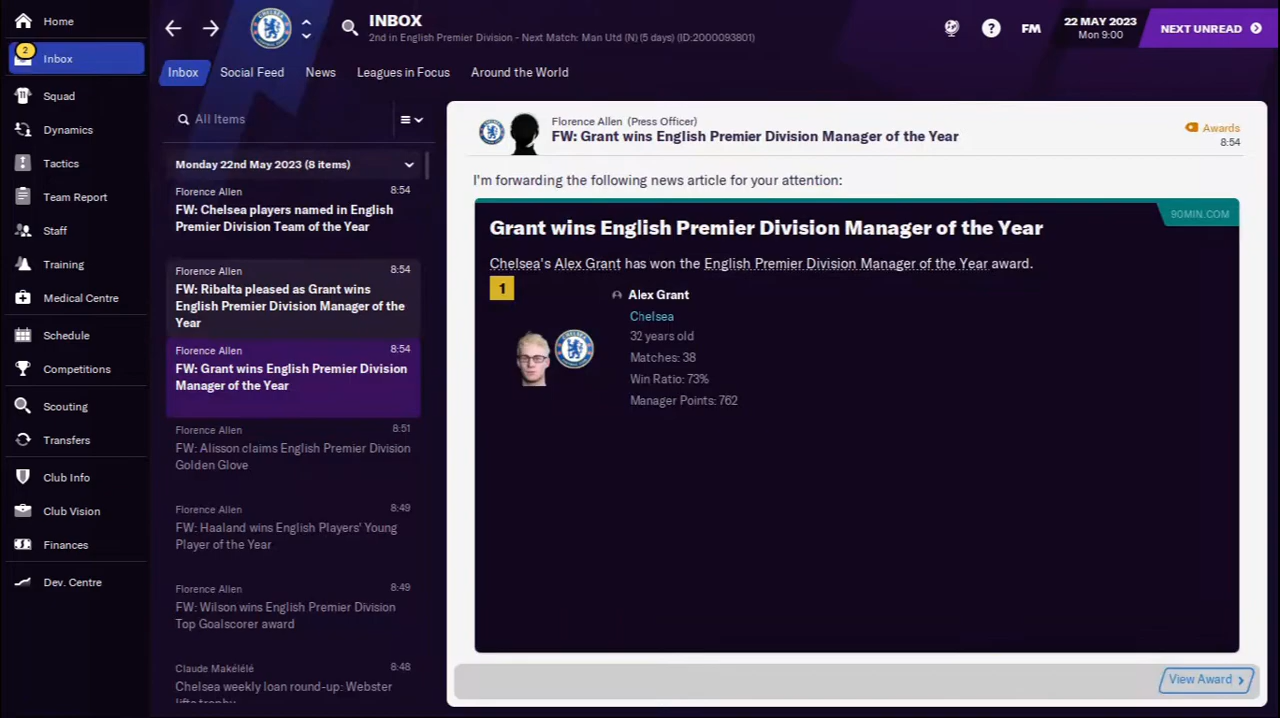 Home
2
Inbox
Squad
Dynamics
Tactics
Team Report
Staff
Training
Medical Centre
Schedule
Competitions
Scouting
Transfers
Club Info
Club Vision
Finances
Dev. Centre
INBOX
2nd in English Premier Division - Next Match: Man Utd (N) (5 days) (ID:2000093801)
FM
22 MAY 2023
Mon 9:00
NEXT UNREAD
Inbox
Social Feed
News
Leagues in Focus
Around the World
All Items
Monday 22nd May 2023 (8 items)
Florence Allen 8:54
FW: Chelsea players named in English
Premier Division Team of the Year
Florence Allen 8:54
FW: Ribalta pleased as Grant wins
English Premier Division Manager of the
Year
Florence Allen 8:54
FW: Grant wins English Premier Division
Manager of the Year
Florence Allen 8:51
FW: Alisson claims English Premier Division
Golden Glove
Florence Allen 8:49
FW: Haaland wins English Players' Young
Player of the Year
Florence Allen 8:49
FW: Wilson wins English Premier Division
Top Goalscorer award
Claude Makélélé 8:48
Chelsea weekly loan round-up: Webster
lifts trophy
Florence Allen (Press Officer)
FW: Grant wins English Premier Division Manager of the Year
Awards
8:54
I'm forwarding the following news article for your attention:
90MIN.COM
Grant wins English Premier Division Manager of the Year
Chelsea's Alex Grant has won the English Premier Division Manager of the Year award.
1
Alex Grant
Chelsea
32 years old
Matches: 38
Win Ratio: 73%
Manager Points: 762
View Award